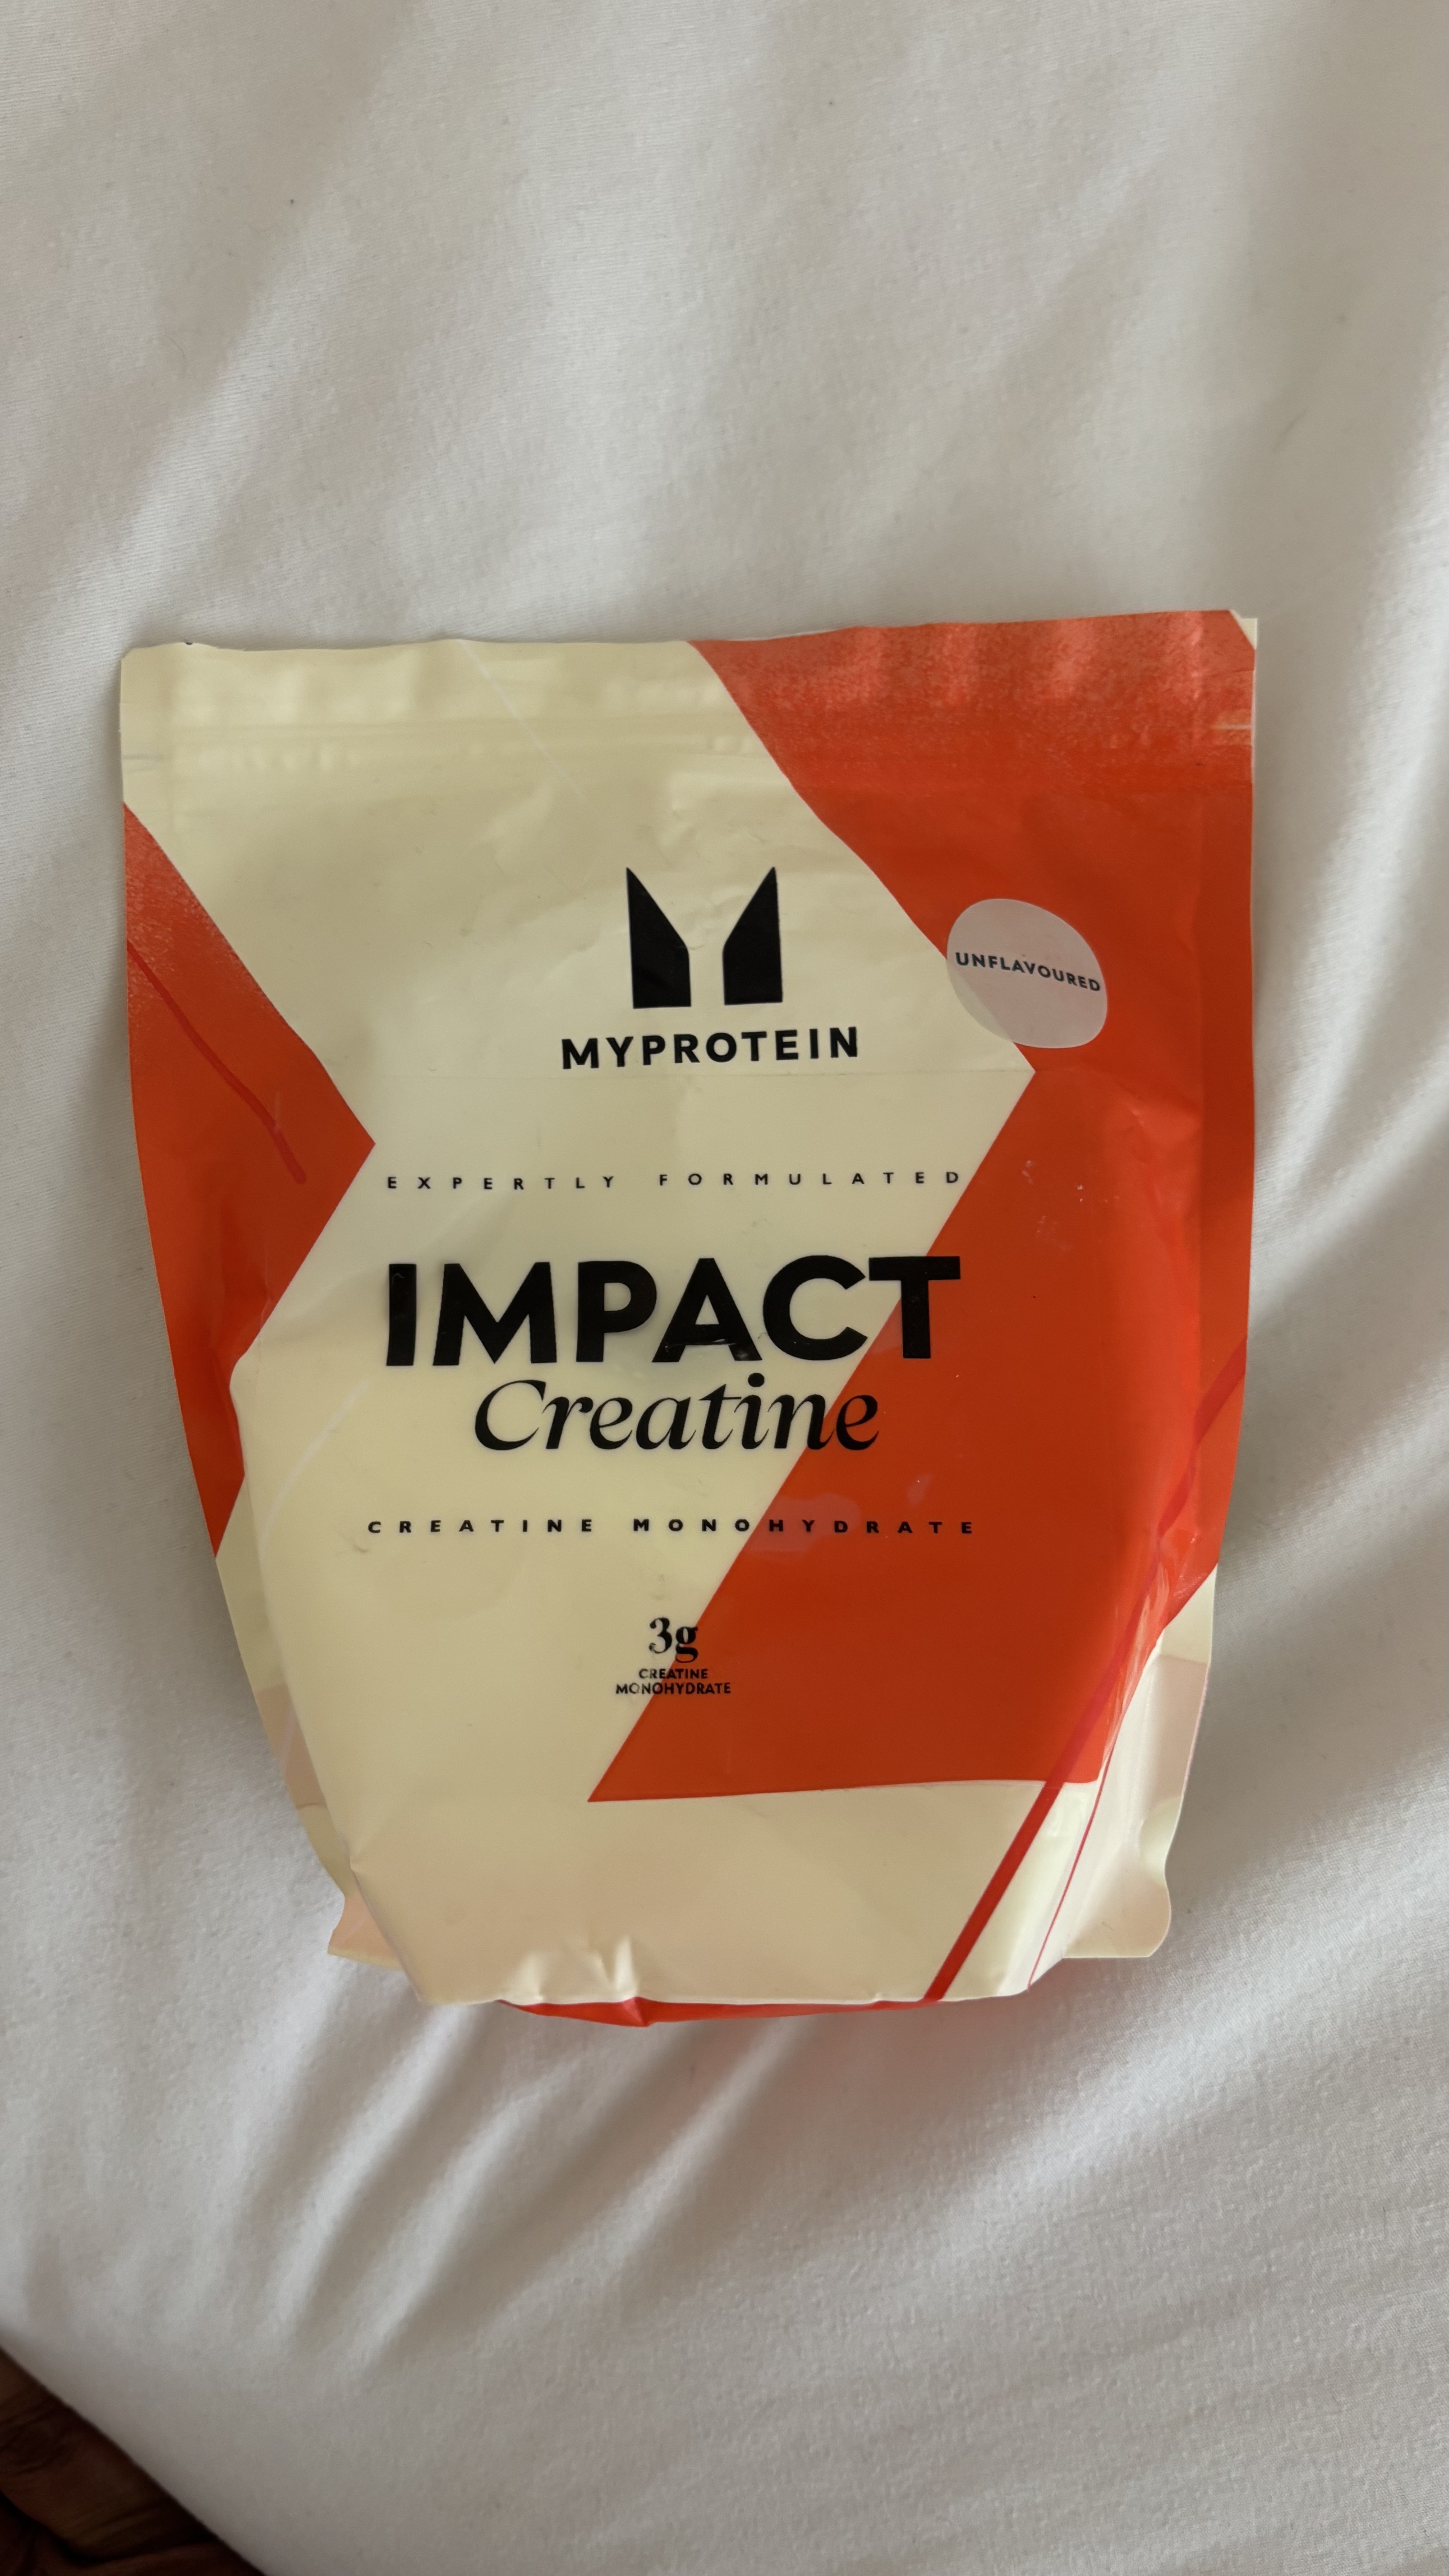 MYPROTEIN
UNFLAVOURED
EXPERTLY FORMULATED
IMPACT
Creatine
CREATINE MONOHYDRATE
3g
CREATINE
MONOHYDRATE